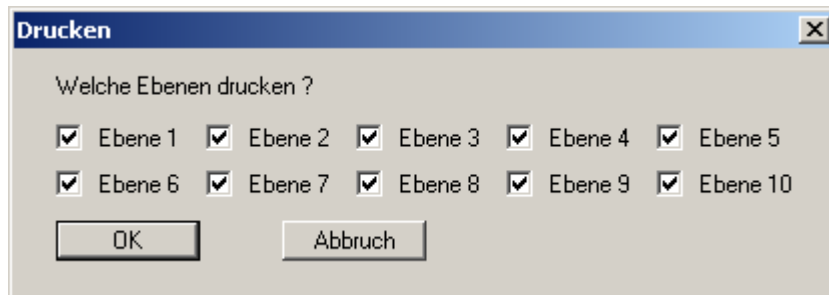 Drucken
Welche Ebenen drucken ?
Ebene 1 Ebene 2 Ebene 3 Ebene 4 Ebene 5
Ebene 6 Ebene 7 Ebene 8 Ebene 9 Ebene 10
OK Abbruch